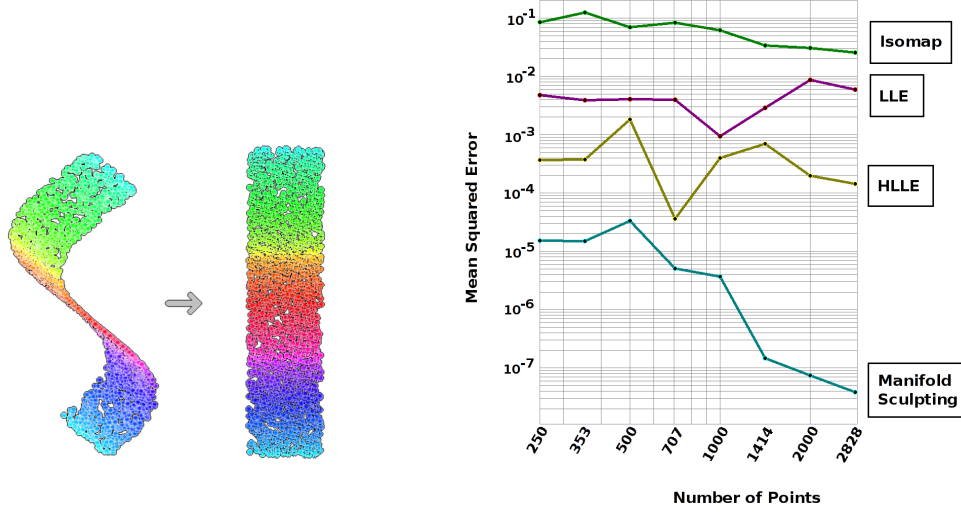 10-1
10-2
10-3
10-4
10-5
10-6
10-7
Mean Squared Error
250
353
500
707
1000
1414
2000
2828
Number of Points
Isomap
LLE
HLLE
Manifold
Sculpting